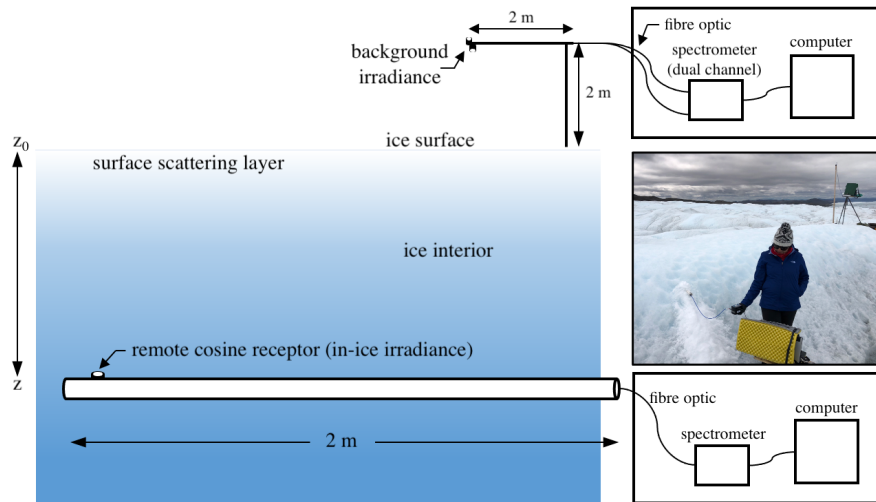 2 m
background
irradiance
2 m
fibre optic
spectrometer
(dual channel)
computer
z0
ice surface
surface scattering layer
ice interior
remote cosine receptor (in-ice irradiance)
z
2 m
fibre optic
spectrometer
computer